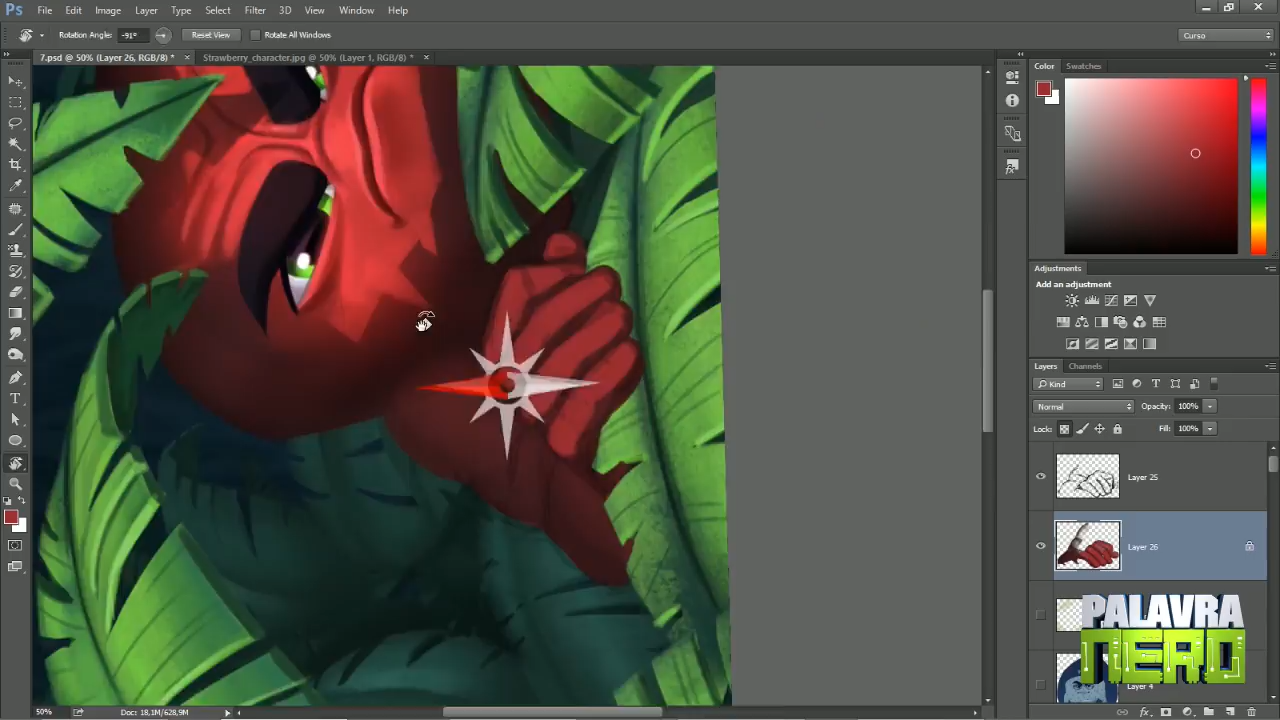 Ps File Edit Image Layer Type Select Filter 3D View Window Help
Rotation Angle: -91° Reset View Rotate All Windows Curso
7.psd @ 50% (Layer 26, RGB/8) * × Strawberry_character.jpg @ 50% (Layer 1, RGB/8) * ×
Color Swatches
Adjustments
Add an adjustment
Layers Channels
Kind
Normal Opacity: 100%
Lock: Fill: 100%
Layer 25
Layer 26
PALAVRA
NERD
Layer 4
50% Doc: 18,1M/628,9M